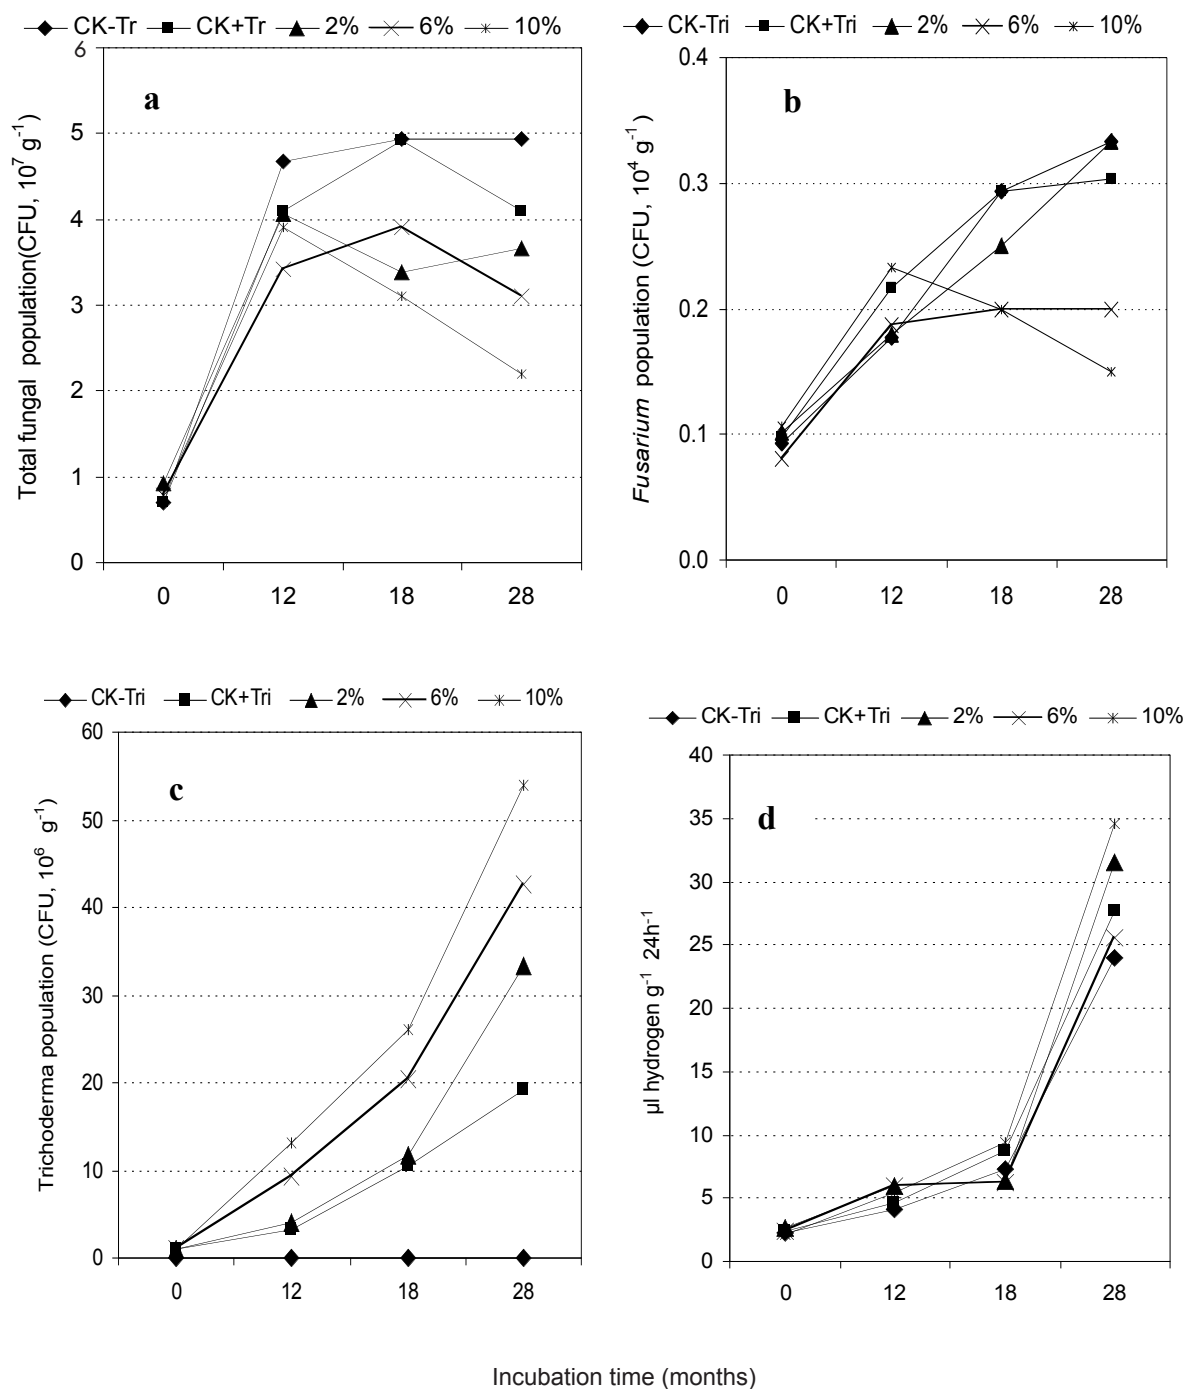 CK-Tr CK+Tr 2% 6% 10%
6
5
4
3
2
1
0
Total fungal population(CFU, 10⁷ g⁻¹)
a
0 12 18 28
CK-Tri CK+Tri 2% 6% 10%
0.4
0.3
0.2
0.1
0.0
Fusarium population (CFU, 10⁴ g⁻¹)
b
0 12 18 28
CK-Tri CK+Tri 2% 6% 10%
60
50
40
30
20
10
0
Trichoderma population (CFU, 10⁶ g⁻¹)
c
0 12 18 28
CK-Tri CK+Tri 2% 6% 10%
40
35
30
25
20
15
10
5
0
µl hydrogen g⁻¹ 24h⁻¹
d
0 12 18 28
Incubation time (months)